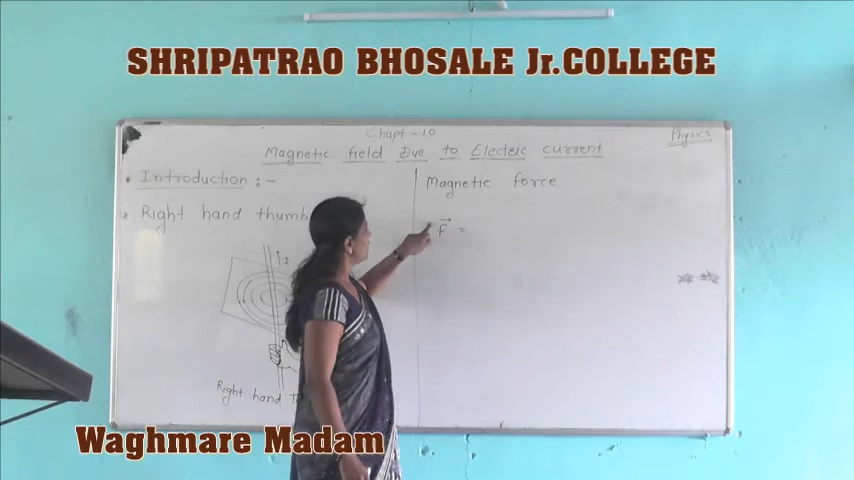 SHRIPATRAO BHOSALE Jr.COLLEGE
Chapt - 10
Physics
Magnetic field Due to Electric current
* Introduction :-
* Right hand thumb
I
Right hand T
Magnetic force
F⃗ =
Waghmare Madam